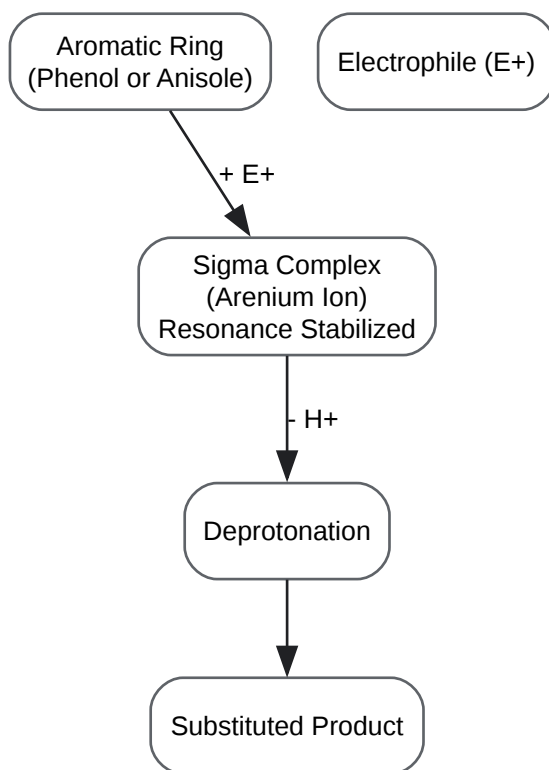 Aromatic Ring
(Phenol or Anisole)
Electrophile (E+)
+ E+
Sigma Complex
(Arenium Ion)
Resonance Stabilized
- H+
Deprotonation
Substituted Product